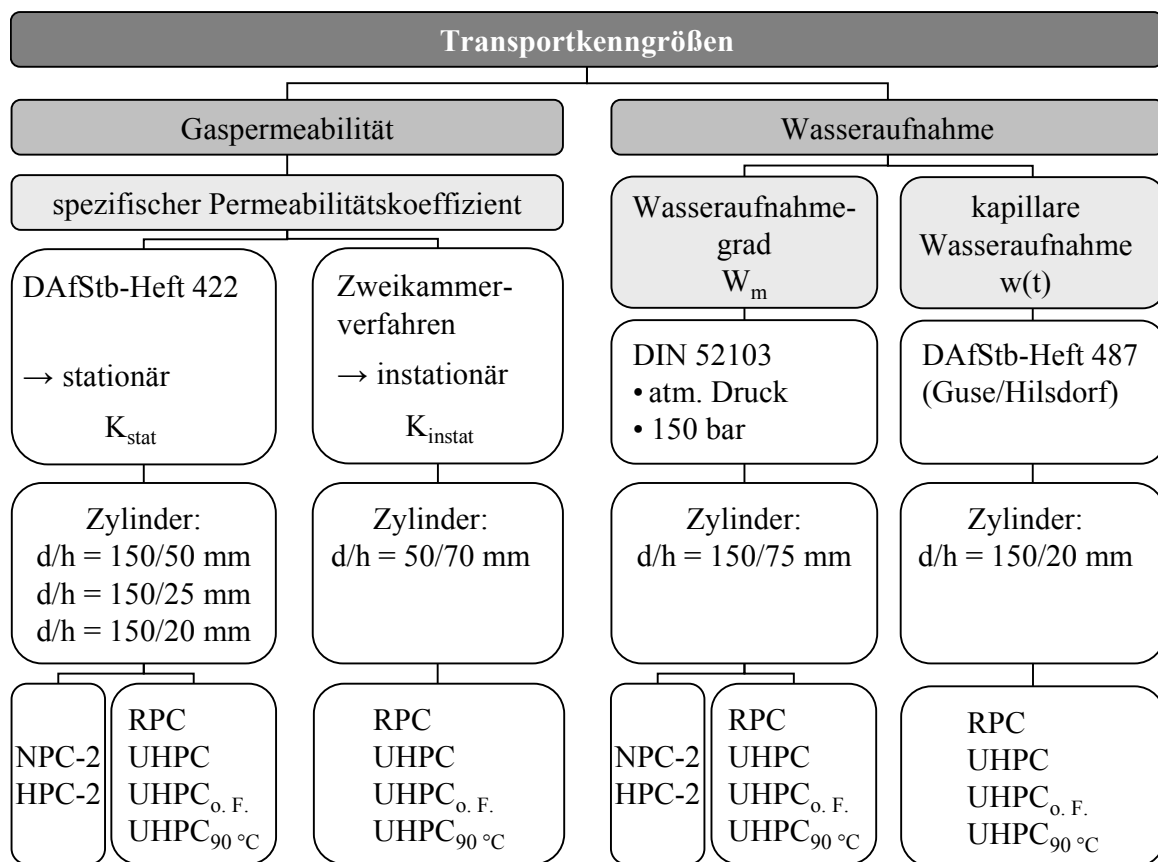 Transportkenngrößen
Gaspermeabilität
Wasseraufnahme
spezifischer Permeabilitätskoeffizient
Wasseraufnahme-
grad
W_m
kapillare
Wasseraufnahme
w(t)
DAfStb-Heft 422
→ stationär
K_stat
Zweikammer-
verfahren
→ instationär
K_instat
DIN 52103
• atm. Druck
• 150 bar
DAfStb-Heft 487
(Guse/Hilsdorf)
Zylinder:
d/h = 150/50 mm
d/h = 150/25 mm
d/h = 150/20 mm
Zylinder:
d/h = 50/70 mm
Zylinder:
d/h = 150/75 mm
Zylinder:
d/h = 150/20 mm
NPC-2
HPC-2
RPC
UHPC
UHPC_o. F.
UHPC_90 °C
RPC
UHPC
UHPC_o. F.
UHPC_90 °C
NPC-2
HPC-2
RPC
UHPC
UHPC_o. F.
UHPC_90 °C
RPC
UHPC
UHPC_o. F.
UHPC_90 °C